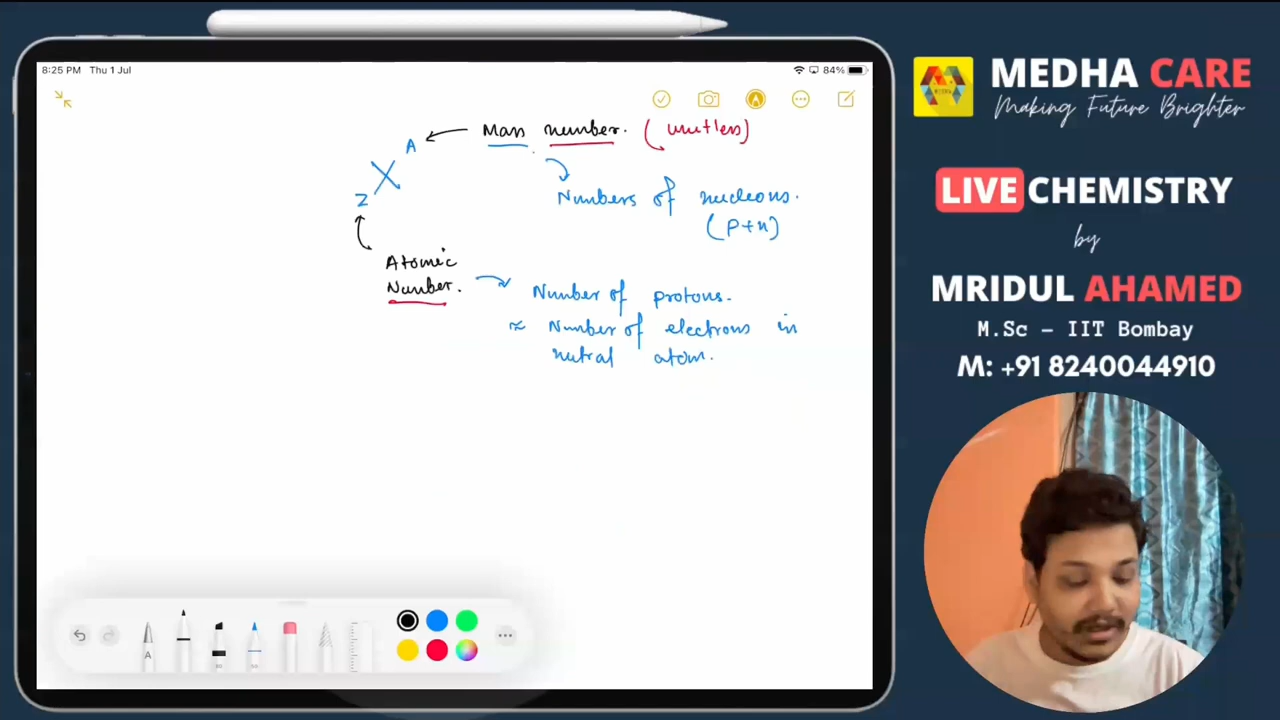 8:25 PM Thu 1 Jul
84%
A
Mass number. (unitless)
X
Z
Numbers of nucleons.
(P+n)
Atomic
Number.
Number of protons.
≈ Number of electrons in
nutral atom.
A
MEDHA CARE
Making Future Brighter
LIVE CHEMISTRY
by
MRIDUL AHAMED
M.Sc – IIT Bombay
M: +91 8240044910